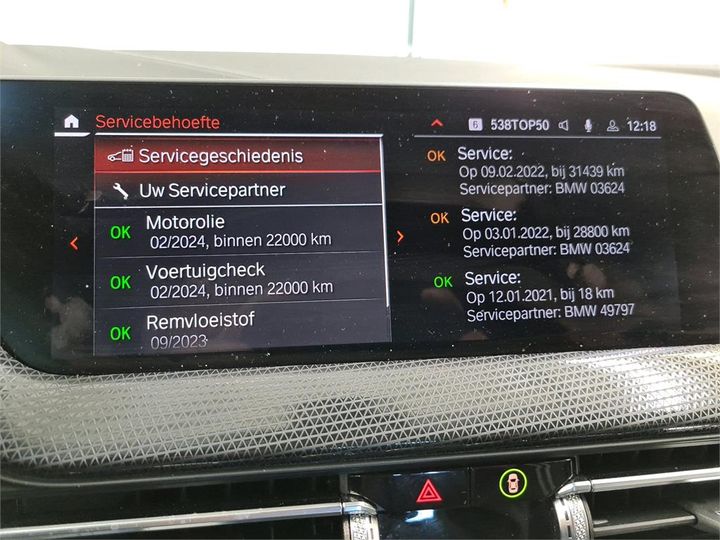 Servicebehoefte
6 538TOP50 12:18
Servicegeschiedenis
Uw Servicepartner
OK Motorolie
02/2024, binnen 22000 km
OK Voertuigcheck
02/2024, binnen 22000 km
OK Remvloeistof
09/2023
OK Service:
Op 09.02.2022, bij 31439 km
Servicepartner: BMW 03624
OK Service:
Op 03.01.2022, bij 28800 km
Servicepartner: BMW 03624
OK Service:
Op 12.01.2021, bij 18 km
Servicepartner: BMW 49797